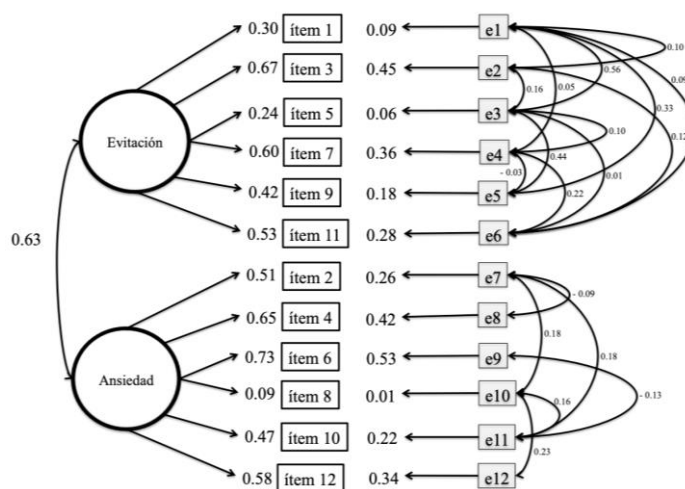 0.30 ítem 1 0.09 e1
0.10
0.67 ítem 3 0.45 e2
0.56
0.09
0.16
0.05
0.24 ítem 5 0.06 e3
0.33
0.10
0.12
Evitación
0.60 ítem 7 0.36 e4
0.44
- 0.03
0.01
0.42 ítem 9 0.18 e5
0.22
0.53 ítem 11 0.28 e6
0.63
0.51 ítem 2 0.26 e7
- 0.09
0.65 ítem 4 0.42 e8
0.18
0.18
0.73 ítem 6 0.53 e9
Ansiedad
0.09 ítem 8 0.01 e10
- 0.13
0.16
0.47 ítem 10 0.22 e11
0.23
0.58 ítem 12 0.34 e12